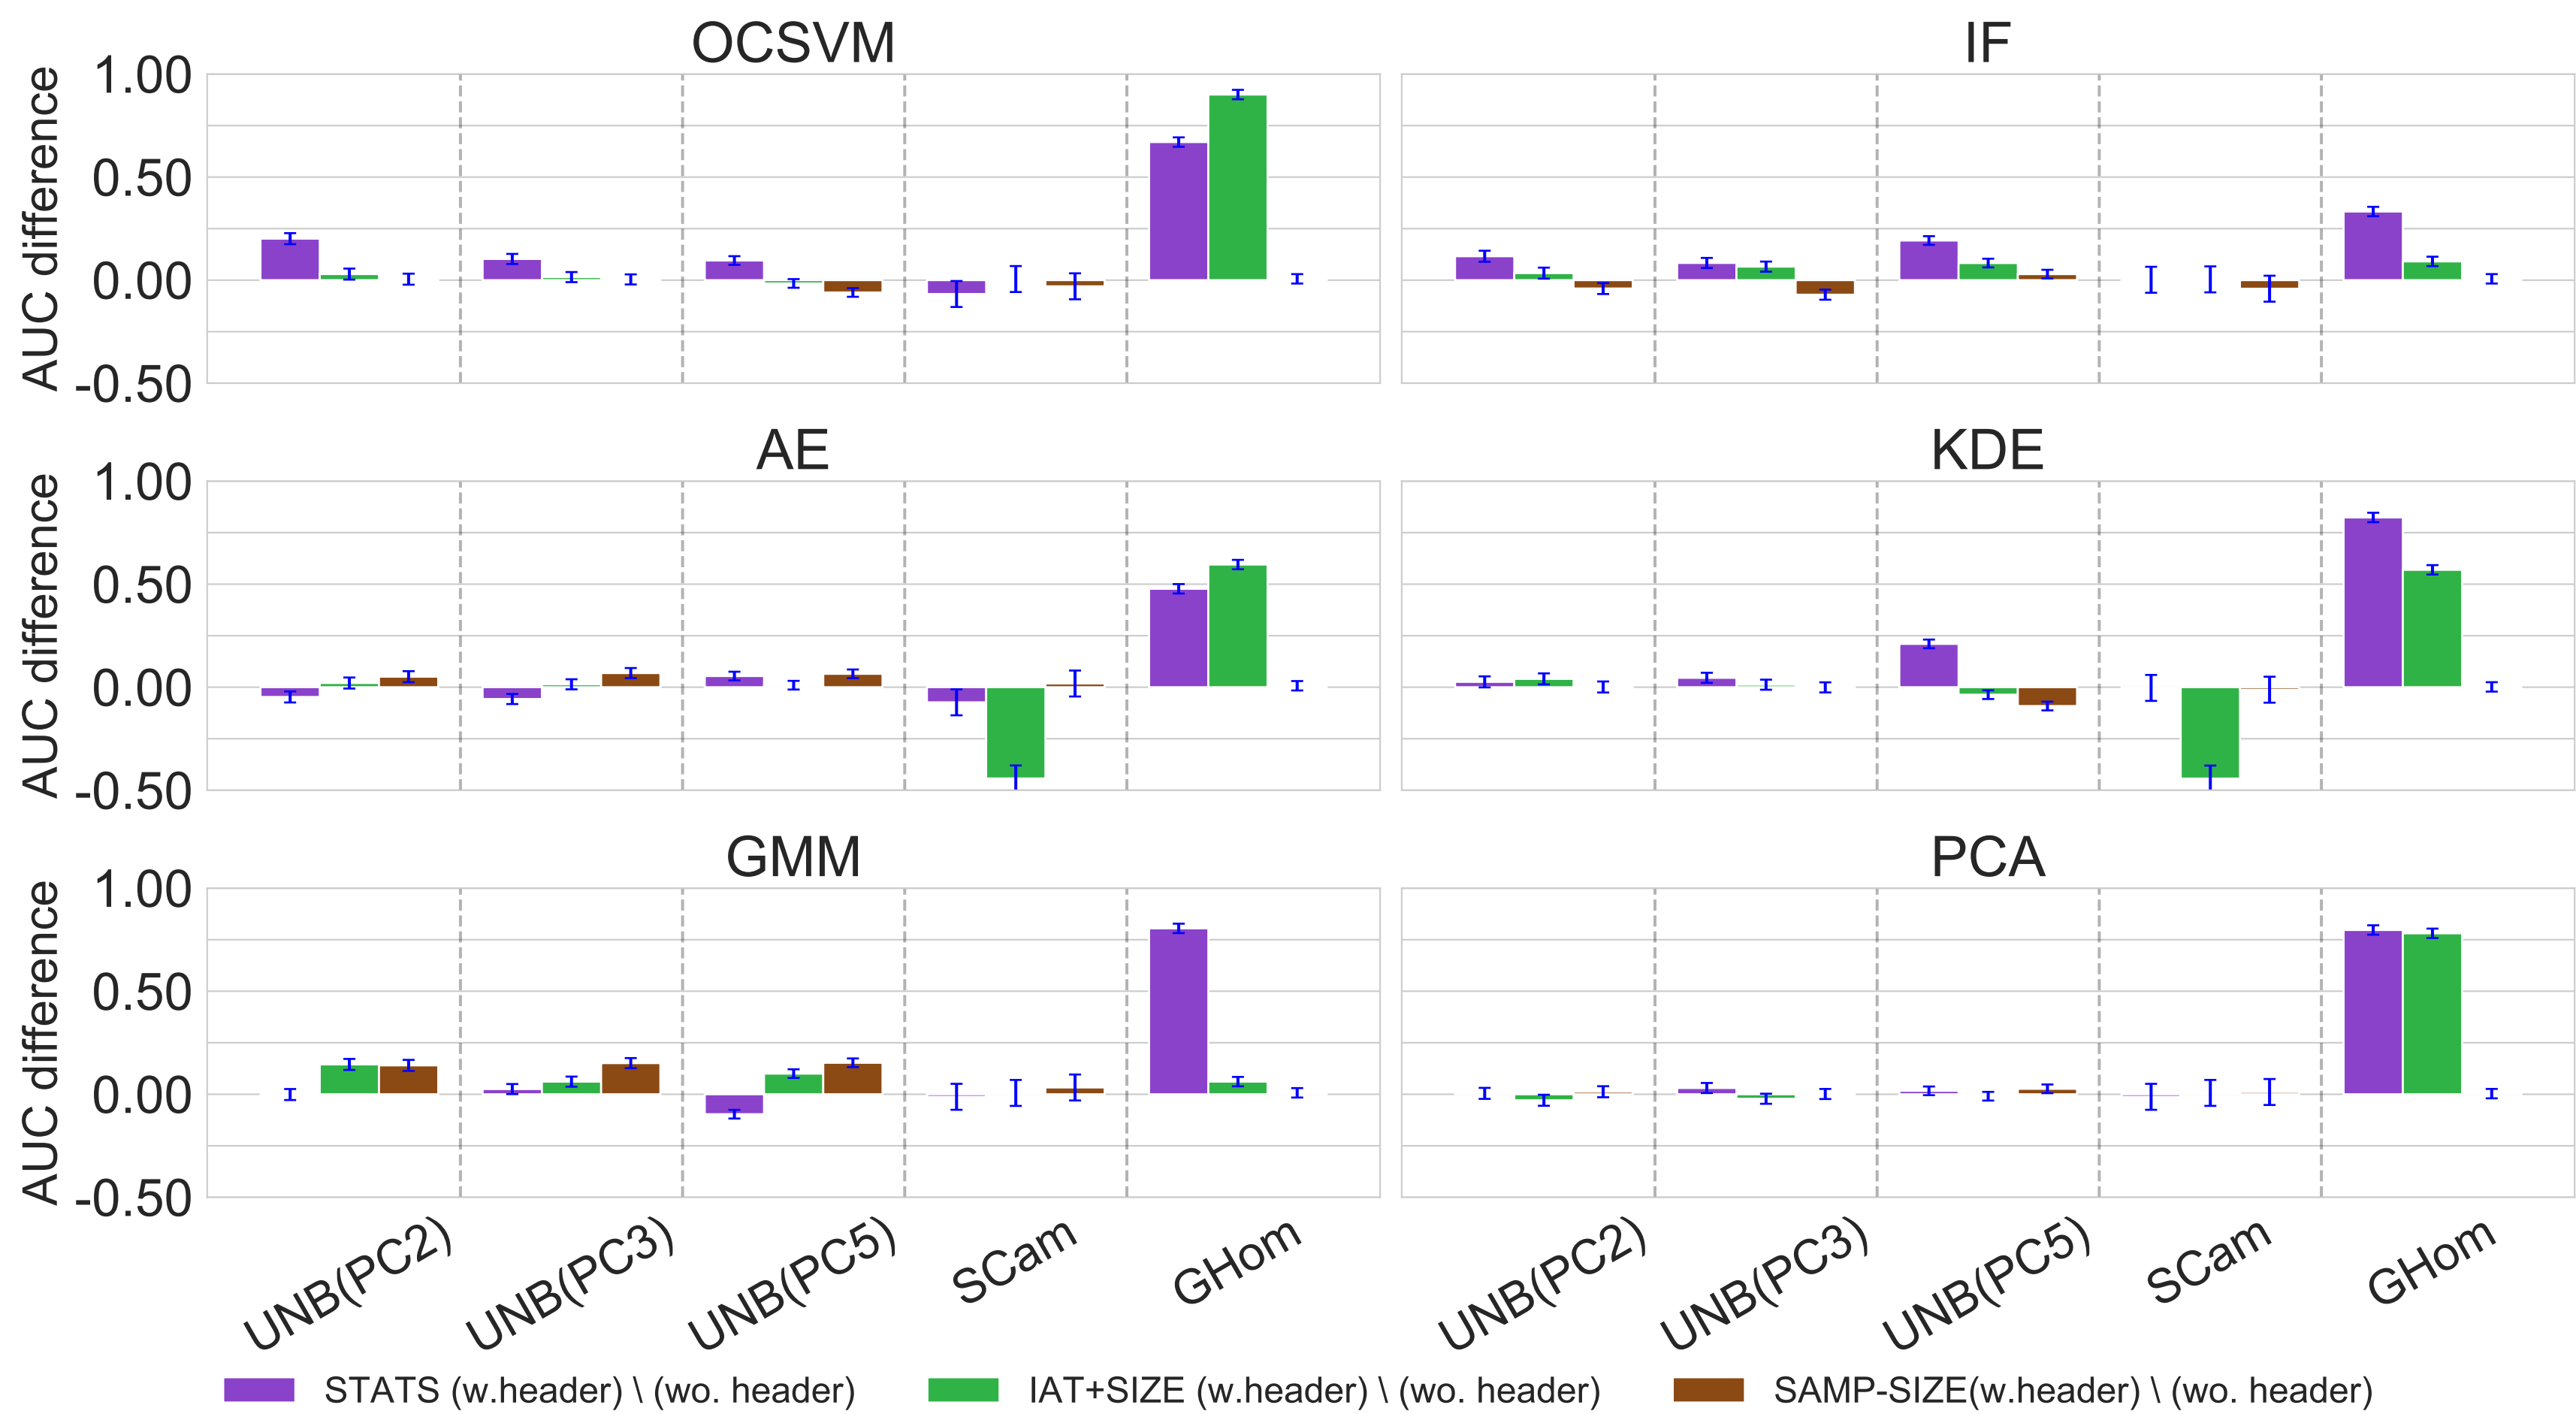 OCSVM
IF
AUC difference
1.00
0.50
0.00
-0.50
AE
KDE
AUC difference
1.00
0.50
0.00
-0.50
GMM
PCA
AUC difference
1.00
0.50
0.00
-0.50
UNB(PC2)
UNB(PC3)
UNB(PC5)
SCam
GHom
UNB(PC2)
UNB(PC3)
UNB(PC5)
SCam
GHom
STATS (w.header) \ (wo. header)
IAT+SIZE (w.header) \ (wo. header)
SAMP-SIZE(w.header) \ (wo. header)